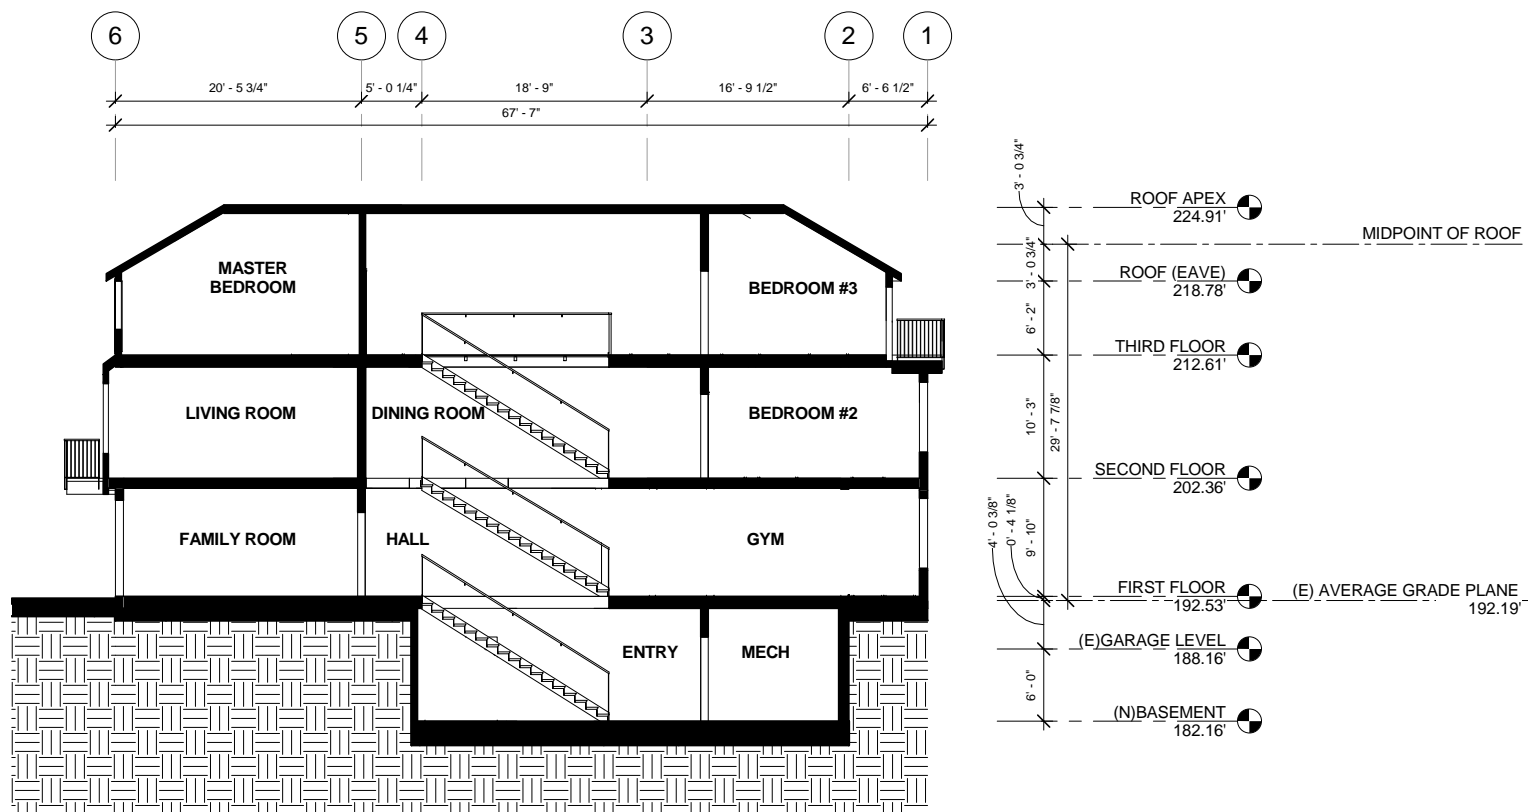 6
5
4
3
2
1
20' - 5 3/4"
5' - 0 1/4"
18' - 9"
16' - 9 1/2"
6' - 6 1/2"
67' - 7"
3' - 0 3/4"
ROOF APEX
224.91'
MIDPOINT OF ROOF
3' - 0 3/4"
ROOF (EAVE)
218.78'
6' - 2"
THIRD FLOOR
212.61'
10' - 3"
29' - 7 7/8"
SECOND FLOOR
202.36'
4' - 0 3/8"
0' - 4 1/8"
9' - 10"
FIRST FLOOR
192.53'
(E) AVERAGE GRADE PLANE
192.19'
(E)GARAGE LEVEL
188.16'
6' - 0"
(N)BASEMENT
182.16'
MASTER
BEDROOM
BEDROOM #3
LIVING ROOM
DINING ROOM
BEDROOM #2
FAMILY ROOM
HALL
GYM
ENTRY
MECH